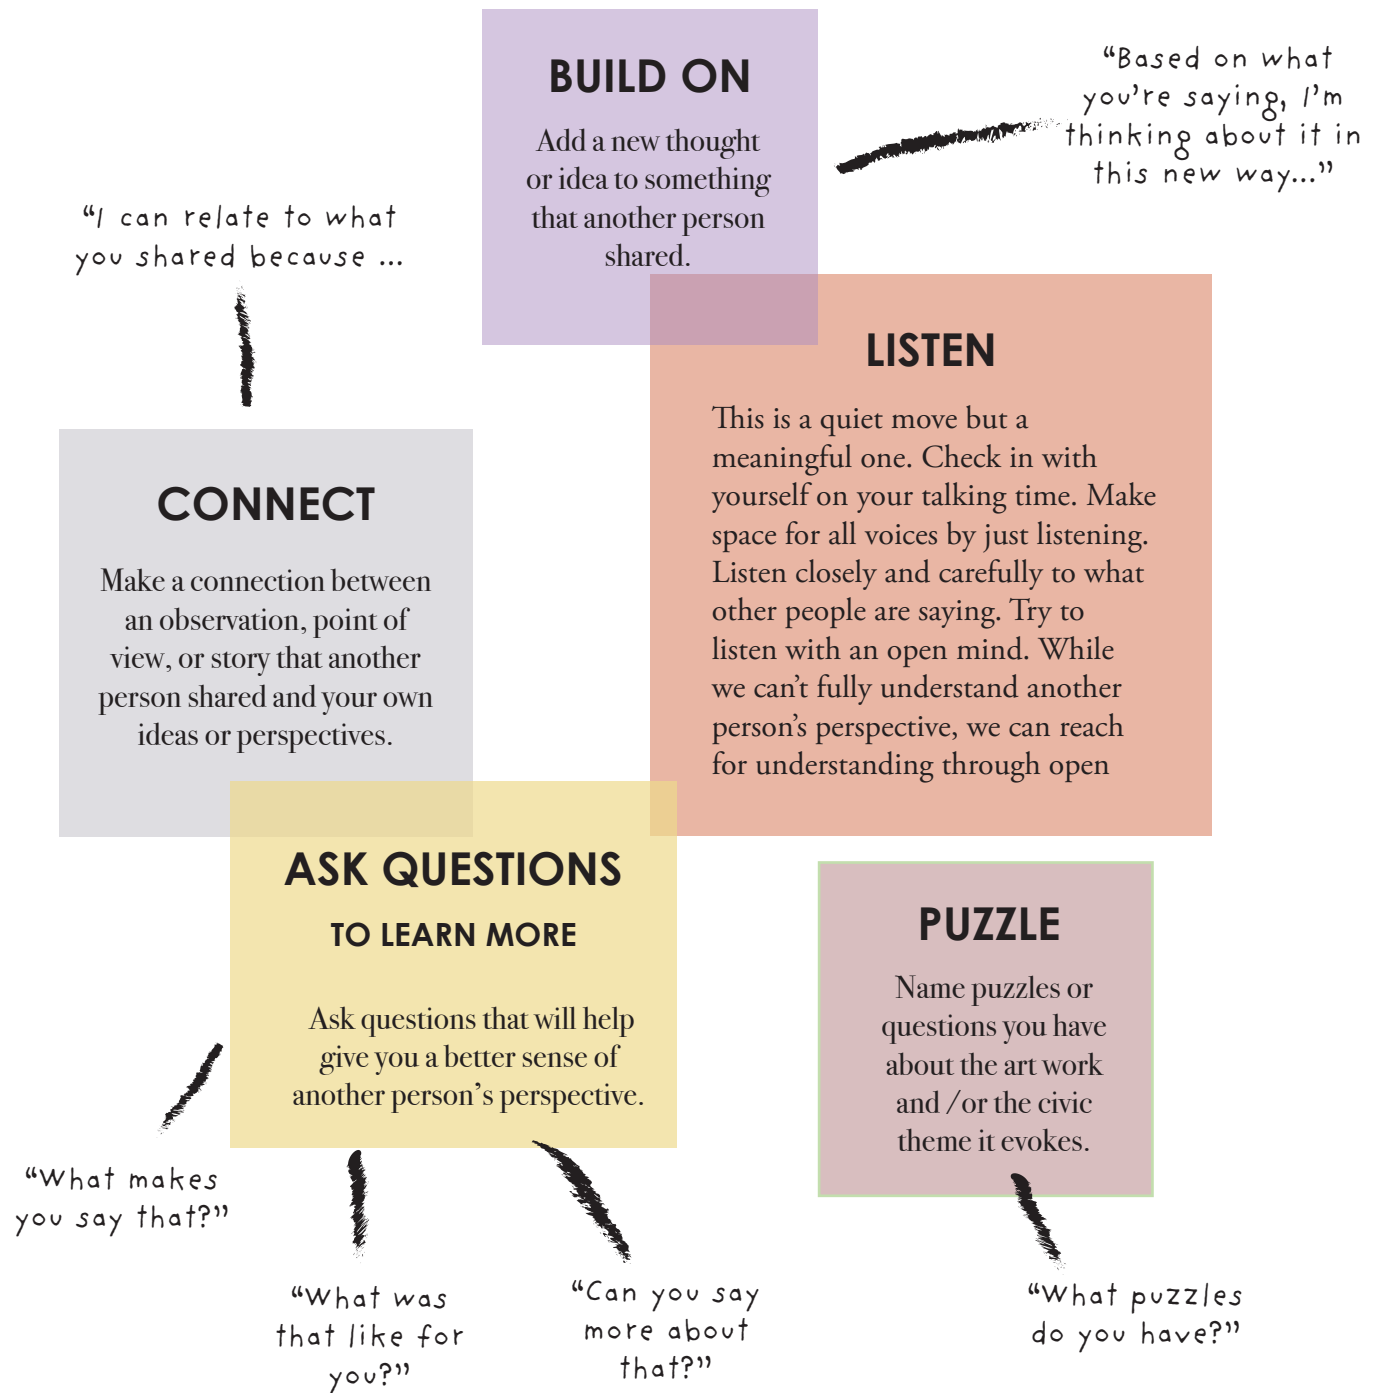 BUILD ON
Add a new thought
or idea to something
that another person
shared.
“Based on what
you’re saying, I’m
thinking about it in
this new way...”
“I can relate to what
you shared because ...
LISTEN
This is a quiet move but a
meaningful one. Check in with
yourself on your talking time. Make
space for all voices by just listening.
Listen closely and carefully to what
other people are saying. Try to
listen with an open mind. While
we can’t fully understand another
person’s perspective, we can reach
for understanding through open
CONNECT
Make a connection between
an observation, point of
view, or story that another
person shared and your own
ideas or perspectives.
ASK QUESTIONS
TO LEARN MORE
Ask questions that will help
give you a better sense of
another person’s perspective.
“What makes
you say that?”
“What was
that like for
you?”
“Can you say
more about
that?”
PUZZLE
Name puzzles or
questions you have
about the art work
and /or the civic
theme it evokes.
“What puzzles
do you have?”